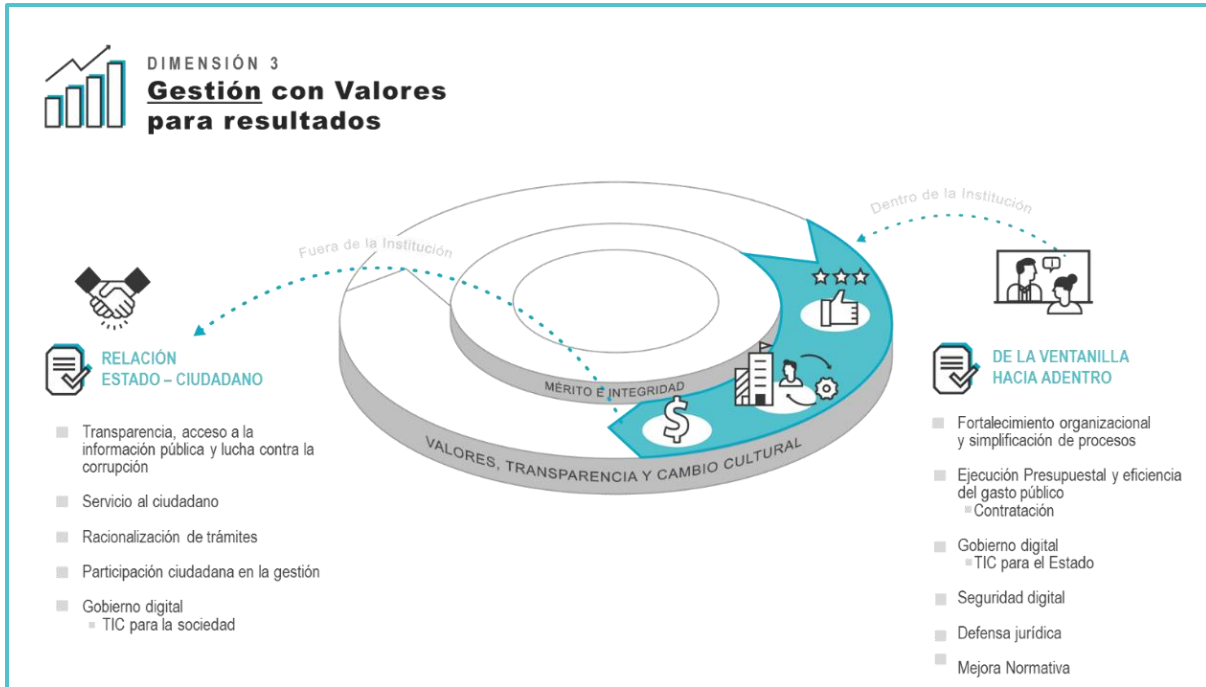 DIMENSIÓN 3
Gestión con Valores
para resultados
Fuera de la Institución
Dentro de la Institución
MÉRITO E INTEGRIDAD
VALORES, TRANSPARENCIA Y CAMBIO CULTURAL
$
RELACIÓN
ESTADO – CIUDADANO
Transparencia, acceso a la
información pública y lucha contra la
corrupción
Servicio al ciudadano
Racionalización de trámites
Participación ciudadana en la gestión
Gobierno digital
TIC para la sociedad
DE LA VENTANILLA
HACIA ADENTRO
Fortalecimiento organizacional
y simplificación de procesos
Ejecución Presupuestal y eficiencia
del gasto público
Contratación
Gobierno digital
TIC para el Estado
Seguridad digital
Defensa jurídica
Mejora Normativa